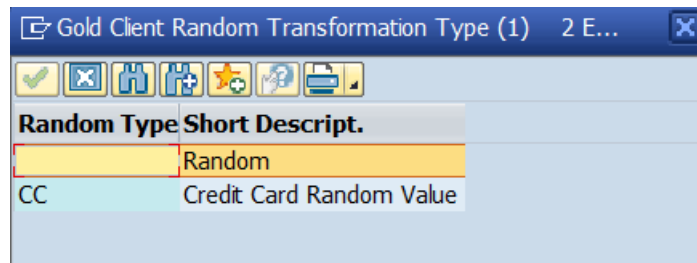 Gold Client Random Transformation Type (1) 2 E...
Random Type Short Descript.
Random
CC Credit Card Random Value